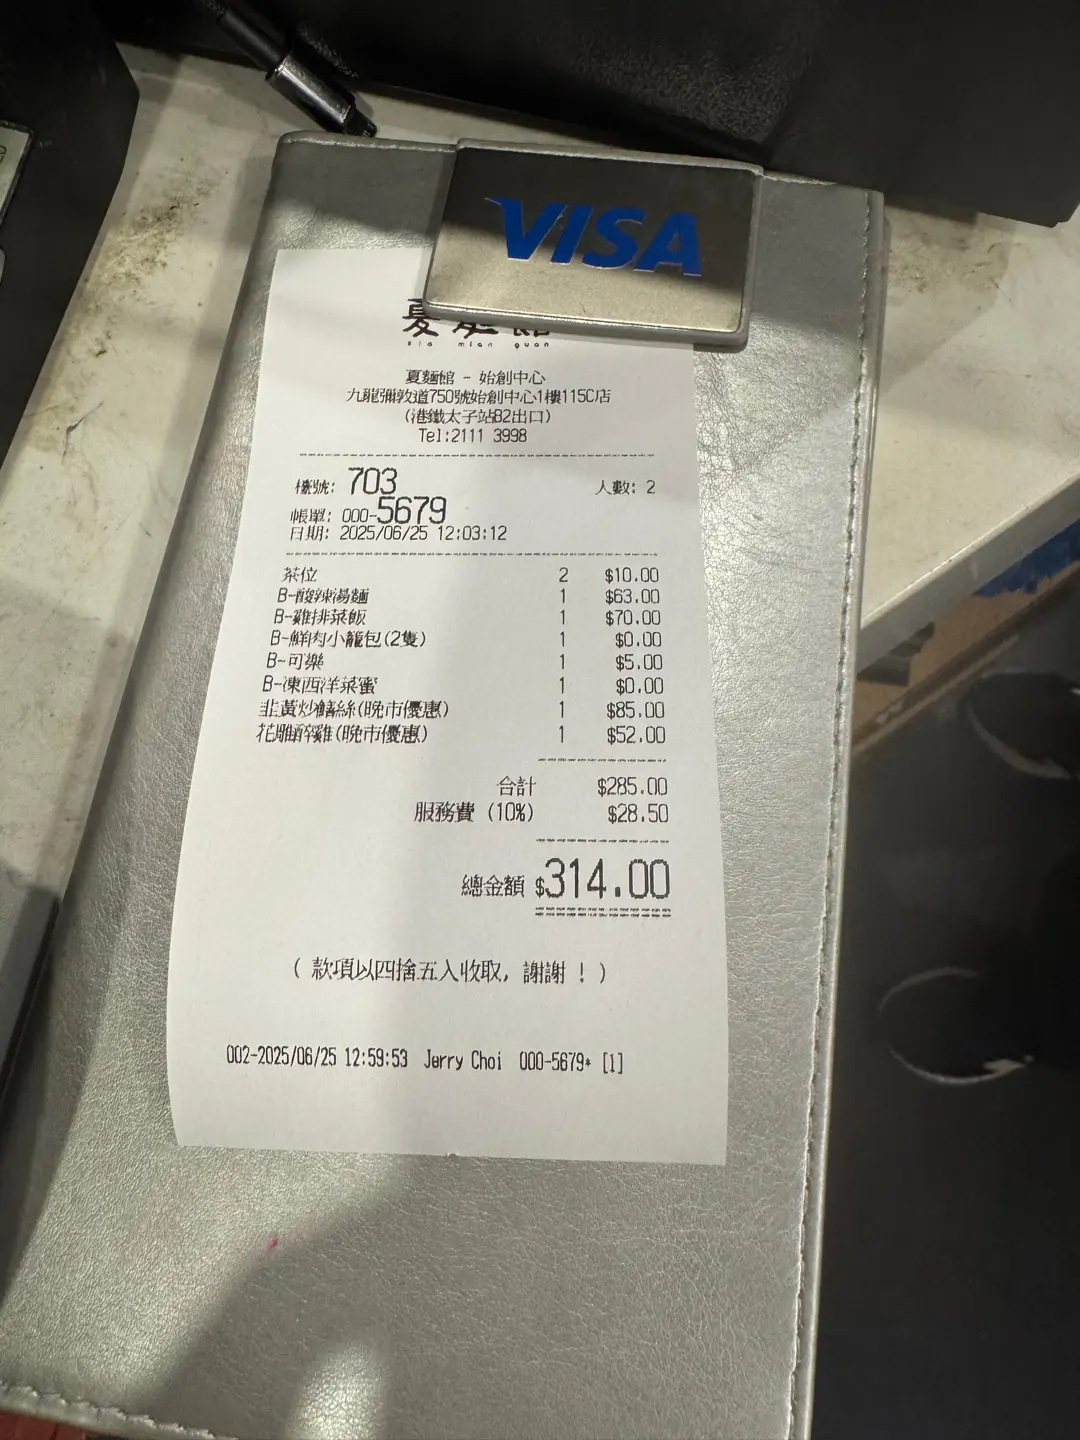 VISA
夏麵館
xia mian guan
夏麵館 - 始創中心
九龍彌敦道750號始創中心1樓115C店
(港鐵太子站B2出口)
Tel:2111 3998
檯號: 703 人數: 2
帳單: 000-5679
日期: 2025/06/25 12:03:12
茶位 2 $10.00
B-酸辣湯麵 1 $63.00
B-雞排菜飯 1 $70.00
B-鮮肉小籠包(2隻) 1 $0.00
B-可樂 1 $5.00
B-凍西洋菜蜜 1 $0.00
韭黃炒鱔絲(晚市優惠) 1 $85.00
花雕醉雞(晚市優惠) 1 $52.00
合計 $285.00
服務費 (10%) $28.50
總金額 $314.00
( 款項以四捨五入收取, 謝謝 ! )
002-2025/06/25 12:59:53 Jerry Choi 000-5679* [1]